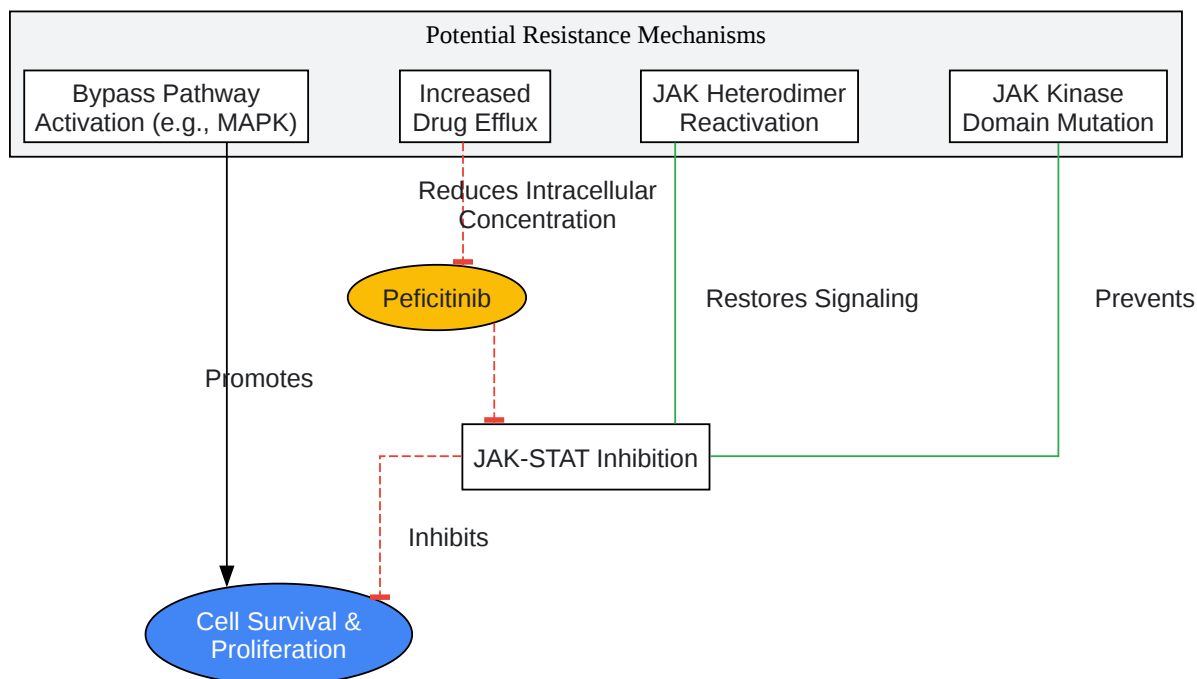 Potential Resistance Mechanisms
Bypass Pathway
Activation (e.g., MAPK)
Increased
Drug Efflux
JAK Heterodimer
Reactivation
JAK Kinase
Domain Mutation
Reduces Intracellular
Concentration
Peficitinib
Restores Signaling
Prevents
Promotes
JAK-STAT Inhibition
Inhibits
Cell Survival &
Proliferation